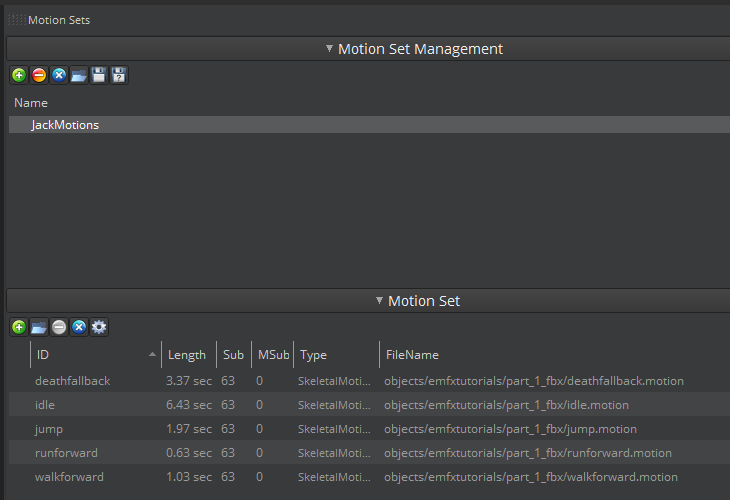 Motion Sets
Motion Set Management
Name
JackMotions
Motion Set
ID Length Sub MSub Type FileName
deathfallback 3.37 sec 63 0 SkeletalMoti... objects/emfxtutorials/part_1_fbx/deathfallback.motion
idle 6.43 sec 63 0 SkeletalMoti... objects/emfxtutorials/part_1_fbx/idle.motion
jump 1.97 sec 63 0 SkeletalMoti... objects/emfxtutorials/part_1_fbx/jump.motion
runforward 0.63 sec 63 0 SkeletalMoti... objects/emfxtutorials/part_1_fbx/runforward.motion
walkforward 1.03 sec 63 0 SkeletalMoti... objects/emfxtutorials/part_1_fbx/walkforward.motion